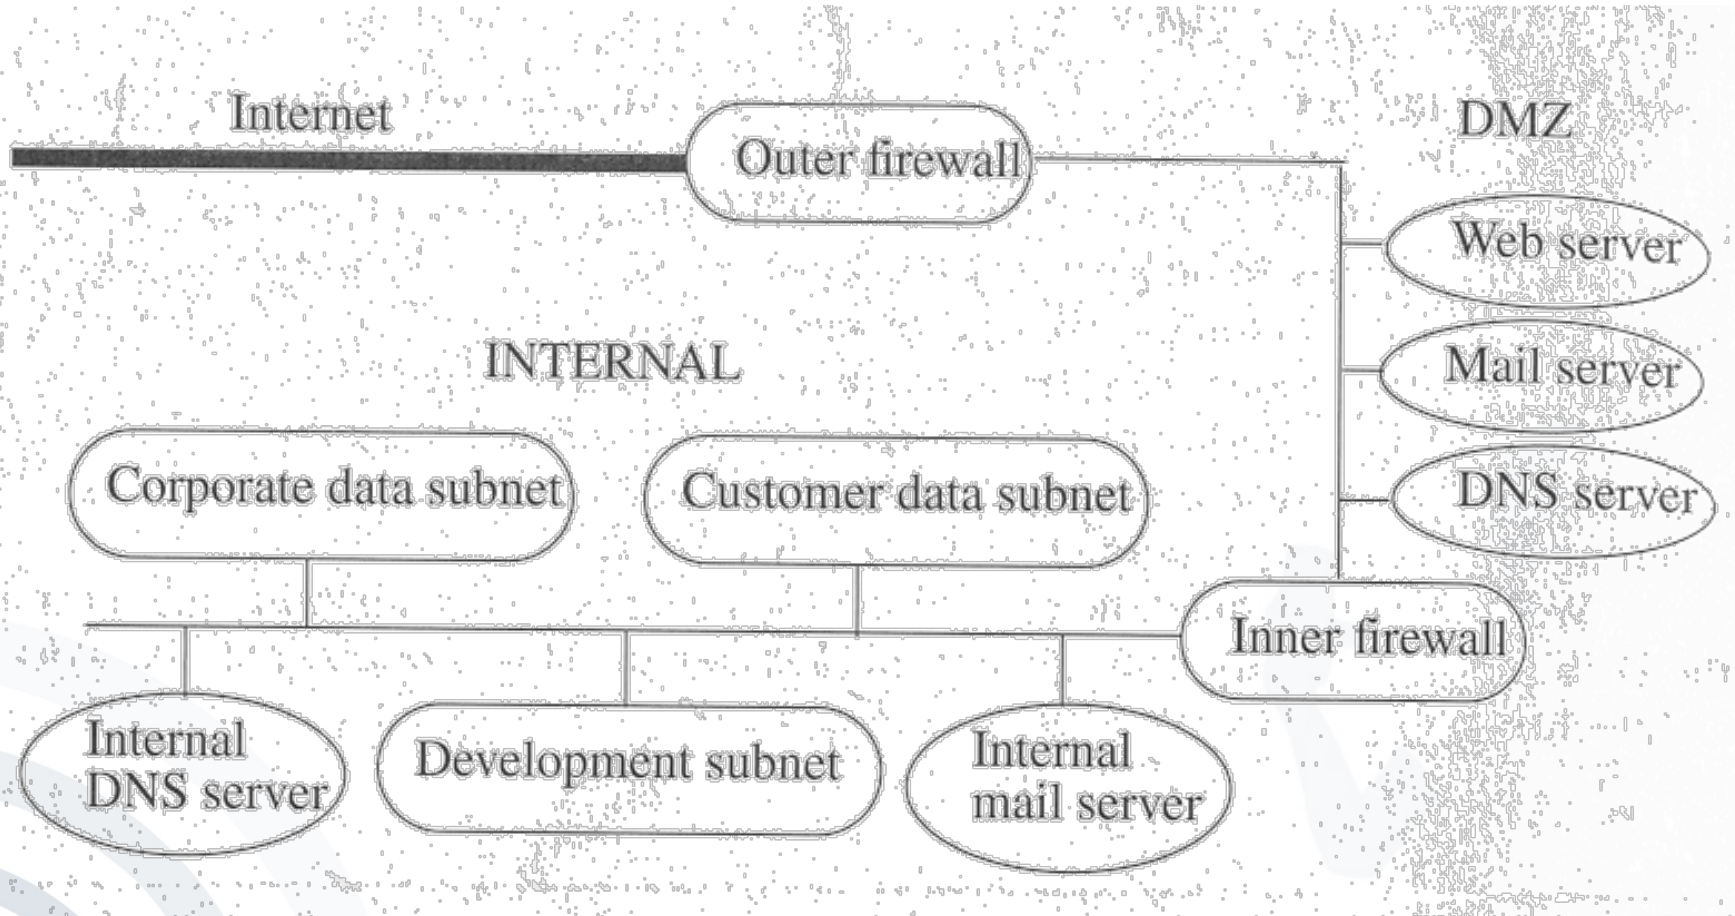 Internet
Outer firewall
DMZ
Web server
INTERNAL
Mail server
Corporate data subnet
Customer data subnet
DNS server
Inner firewall
Internal
DNS server
Development subnet
Internal
mail server